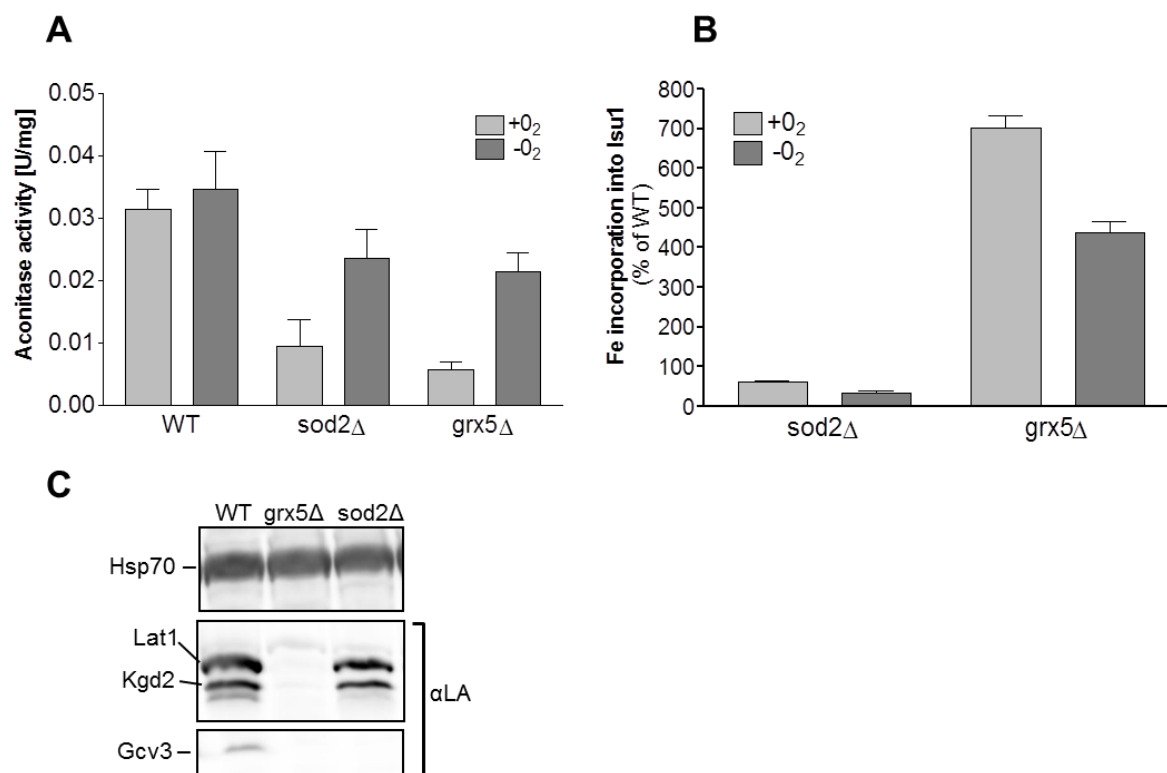 A
Aconitase activity [U/mg]
0.05
0.04
0.03
0.02
0.01
0.00
+0₂
-0₂
WT
sod2Δ
grx5Δ
B
Fe incorporation into Isu1
(% of WT)
800
700
600
500
400
300
200
100
0
+0₂
-0₂
sod2Δ
grx5Δ
C
WT grx5Δ sod2Δ
Hsp70
Lat1
Kgd2
αLA
Gcv3